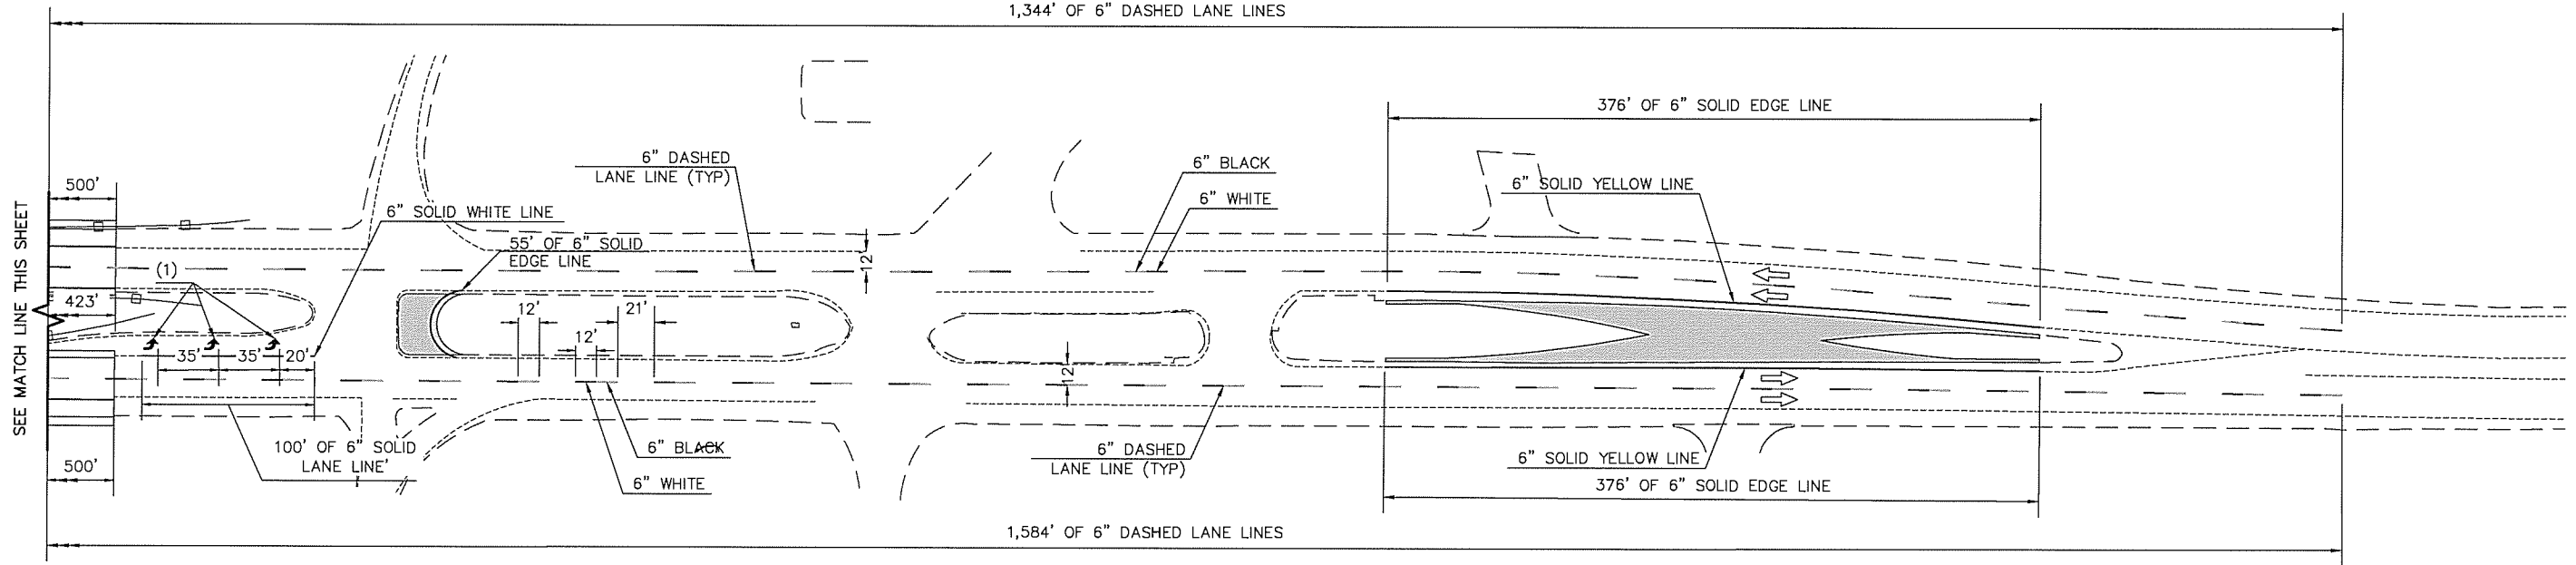 1,344' OF 6" DASHED LANE LINES
376' OF 6" SOLID EDGE LINE
6" DASHED
LANE LINE (TYP)
6" BLACK
6" WHITE
6" SOLID YELLOW LINE
500'
6" SOLID WHITE LINE
55' OF 6" SOLID
EDGE LINE
12'
(1)
423'
SEE MATCH LINE THIS SHEET
12'
21'
12'
35'
35'
20'
12'
100' OF 6" SOLID
LANE LINE'
6" BLACK
6" WHITE
6" DASHED
LANE LINE (TYP)
6" SOLID YELLOW LINE
500'
376' OF 6" SOLID EDGE LINE
1,584' OF 6" DASHED LANE LINES